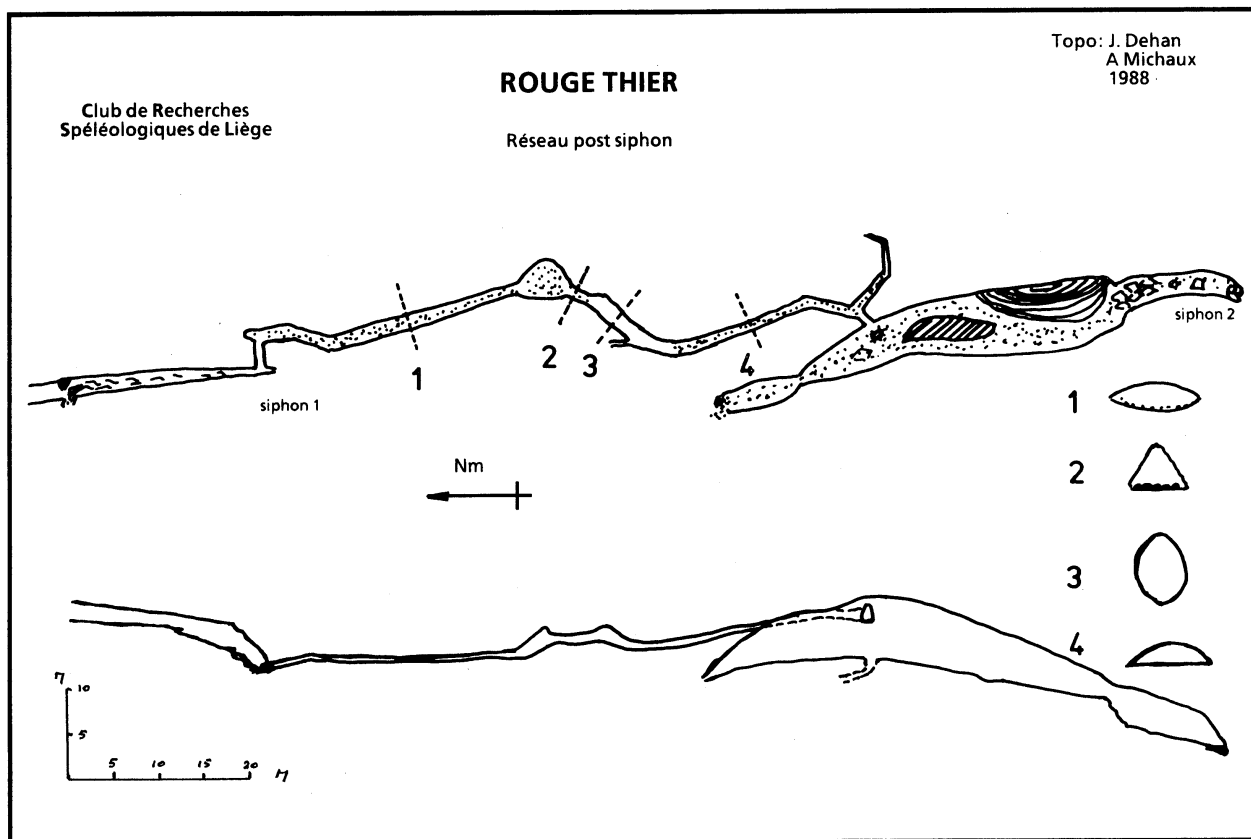 Topo: J. Dehan
A Michaux
1988
ROUGE THIER
Club de Recherches
Spéléologiques de Liège
Réseau post siphon
siphon 2
1
2
3
4
siphon 1
1
Nm
2
3
4
M
10
5
5 10 15 20 M